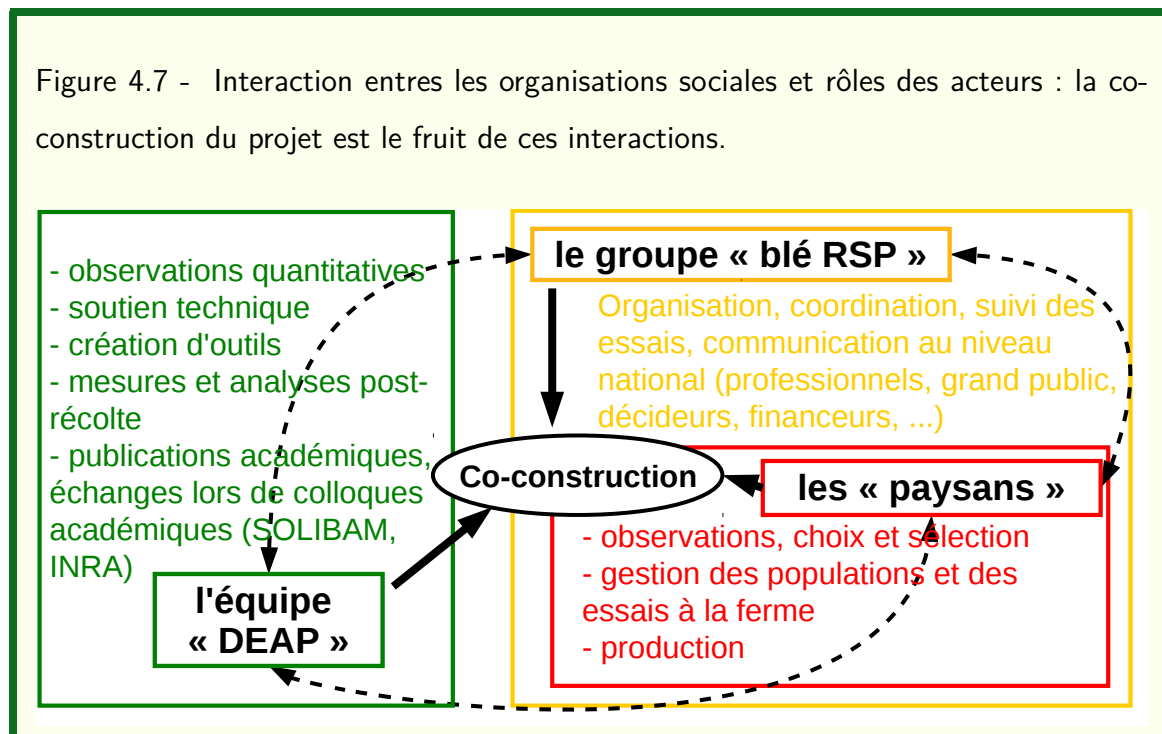 Figure 4.7 - Interaction entres les organisations sociales et rôles des acteurs : la co-
construction du projet est le fruit de ces interactions.
- observations quantitatives
- soutien technique
- création d'outils
- mesures et analyses post-
récolte
- publications académiques,
échanges lors de colloques
académiques (SOLIBAM,
INRA)
l'équipe
« DEAP »
le groupe « blé RSP »
Organisation, coordination, suivi des
essais, communication au niveau
national (professionnels, grand public,
décideurs, financeurs, ...)
Co-construction
les « paysans »
- observations, choix et sélection
- gestion des populations et des
essais à la ferme
- production